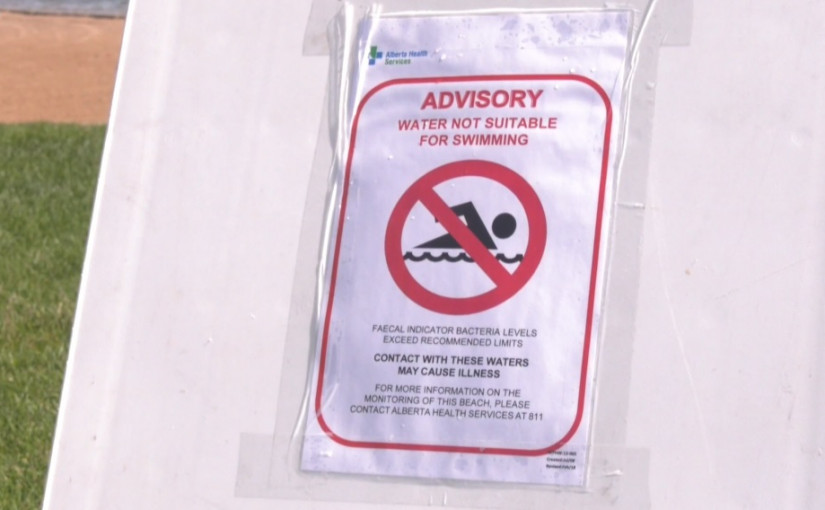 Alberta Health
Services
ADVISORY
WATER NOT SUITABLE
FOR SWIMMING
FAECAL INDICATOR BACTERIA LEVELS
EXCEED RECOMMENDED LIMITS
CONTACT WITH THESE WATERS
MAY CAUSE ILLNESS
FOR MORE INFORMATION ON THE
MONITORING OF THIS BEACH, PLEASE
CONTACT ALBERTA HEALTH SERVICES AT 811